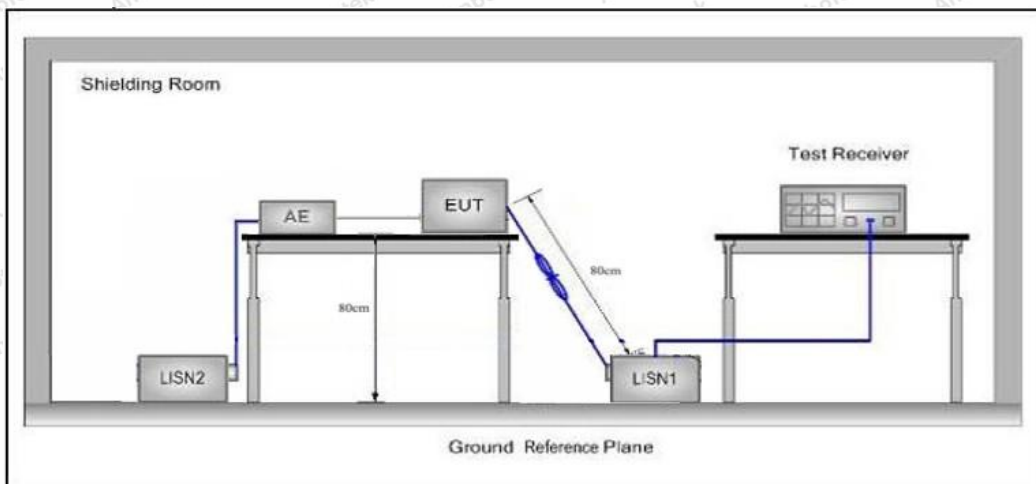 Shielding Room
Test Receiver
AE
EUT
80cm
80cm
LISN2
LISN1
Ground Reference Plane